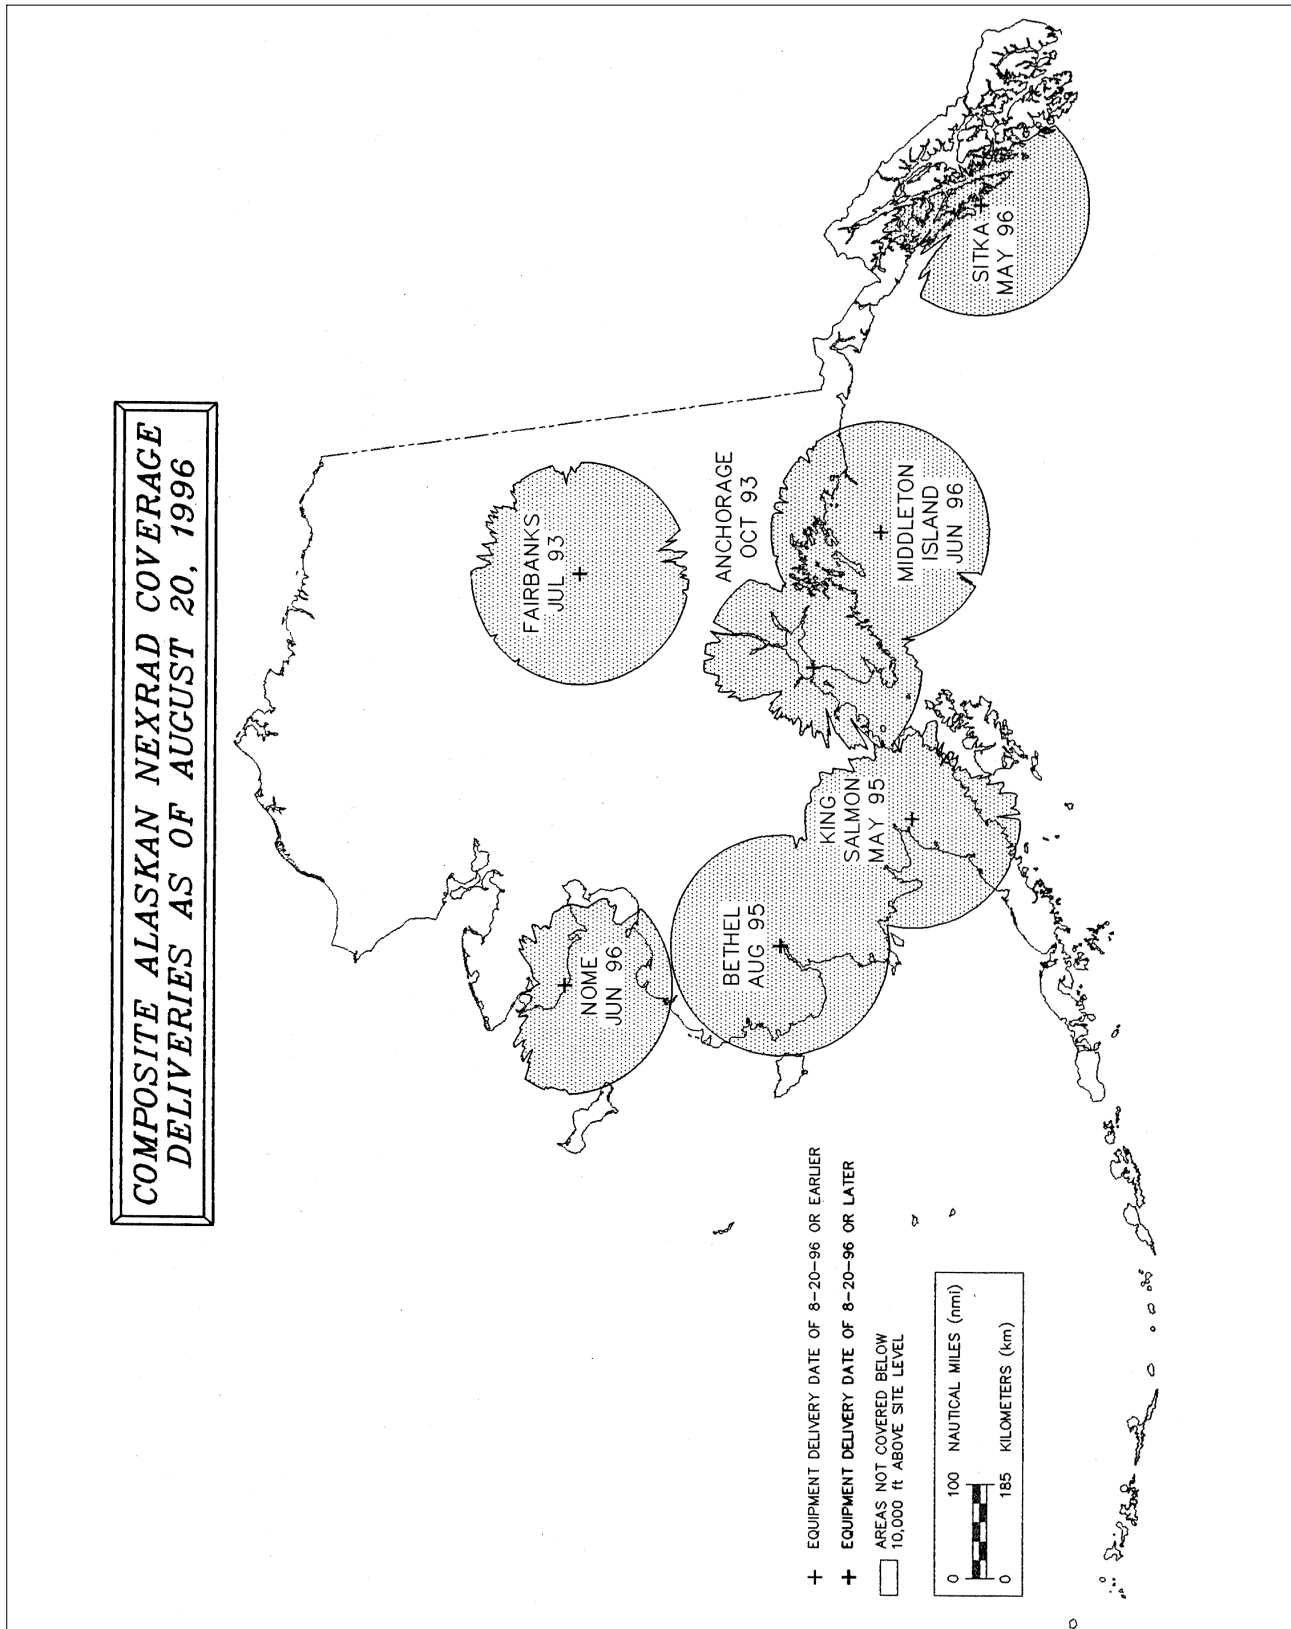 COMPOSITE ALASKAN NEXRAD COVERAGE
DELIVERIES AS OF AUGUST 20, 1996
FAIRBANKS
JUL 93
ANCHORAGE
OCT 93
NOME
JUN 96
BETHEL
AUG 95
KING
SALMON
MAY 95
MIDDLETON
ISLAND
JUN 96
SITKA
MAY 96
+ EQUIPMENT DELIVERY DATE OF 8-20-96 OR EARLIER
+ EQUIPMENT DELIVERY DATE OF 8-20-96 OR LATER
AREAS NOT COVERED BELOW
10,000 ft ABOVE SITE LEVEL
0 100 NAUTICAL MILES (nmi)
0 185 KILOMETERS (km)